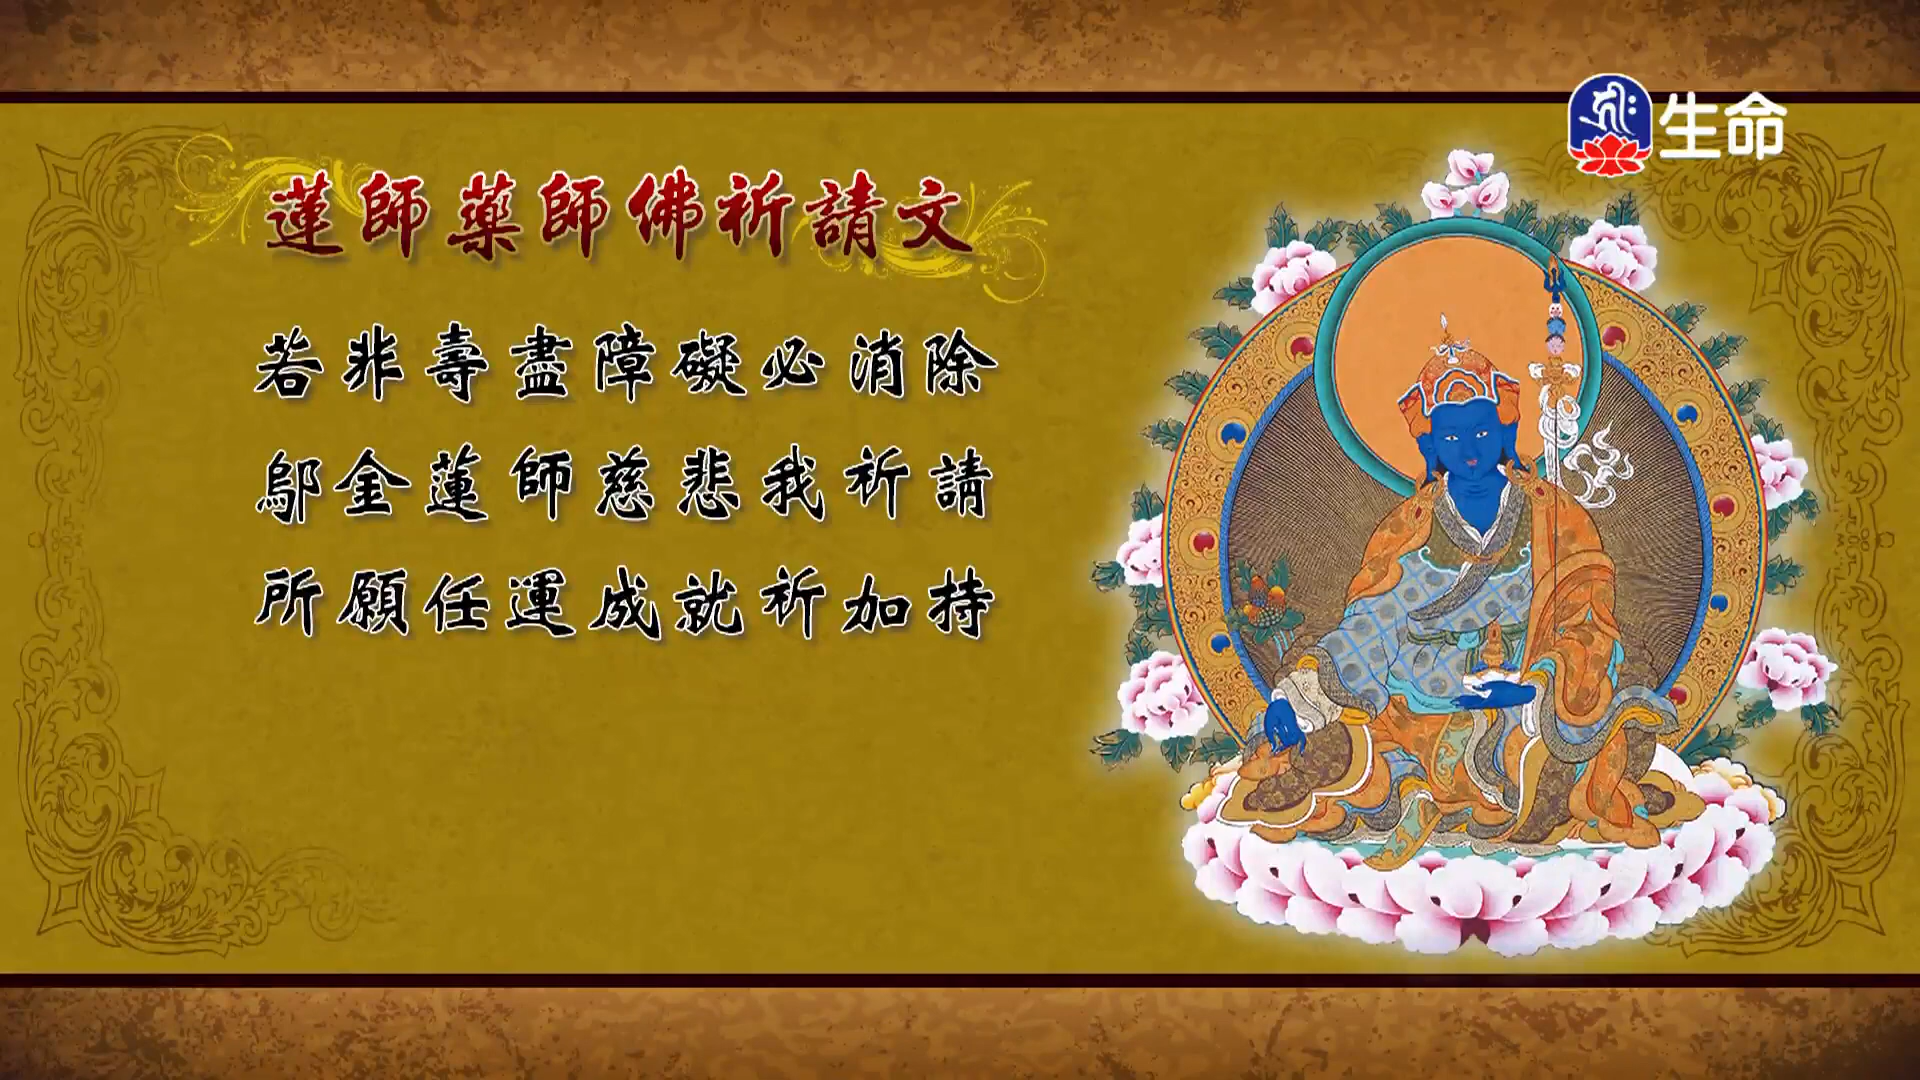 生命
蓮師藥師佛祈請文
若非壽盡障礙必消除
鄔金蓮師慈悲我祈請
所願任運成就祈加持